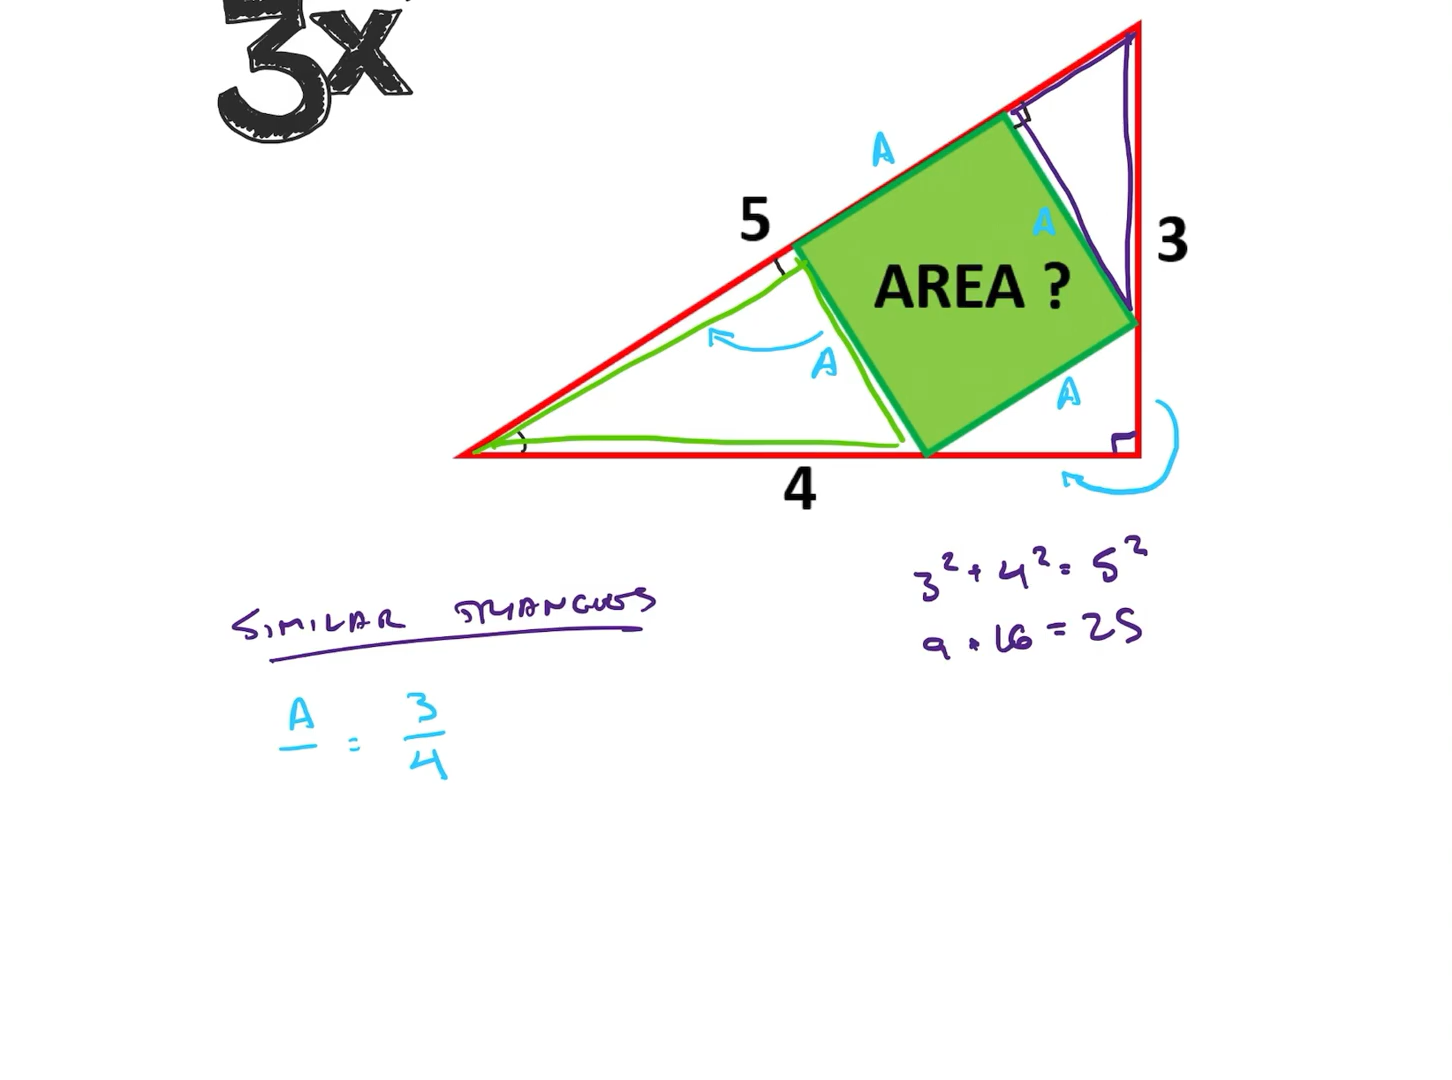 3x
A
5
A
3
AREA ?
A
A
4
3² + 4² = 5²
SIMILAR TRIANGLES
9 + 16 = 25
A = 3/4